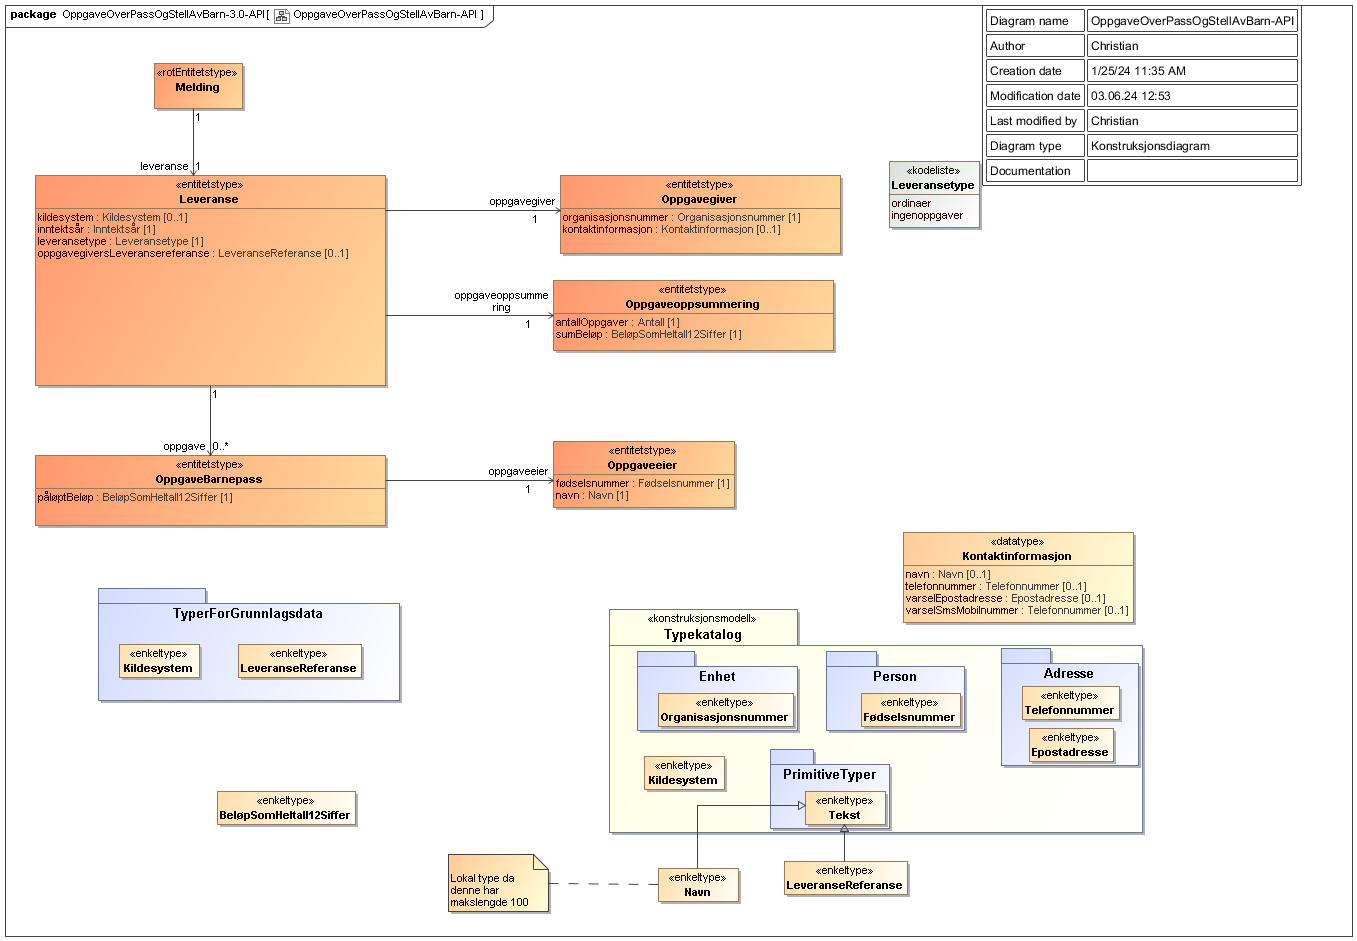 package OppgaveOverPassOgStellAvBarn-3.0-API[ OppgaveOverPassOgStellAvBarn-API ]
Diagram name OppgaveOverPassOgStellAvBarn-API
Author Christian
Creation date 1/25/24 11:35 AM
Modification date 03.06.24 12:53
Last modified by Christian
Diagram type Konstruksjonsdiagram
Documentation
«rotEntitetstype»
Melding
1
leveranse 1
«entitetstype»
Leveranse
kildesystem : Kildesystem [0..1]
inntektsår : Inntektsår [1]
leveransetype : Leveransetype [1]
oppgavegiversLeveransereferanse : LeveranseReferanse [0..1]
oppgavegiver
1
«entitetstype»
Oppgavegiver
organisasjonsnummer : Organisasjonsnummer [1]
kontaktinformasjon : Kontaktinformasjon [0..1]
«kodeliste»
Leveransetype
ordinaer
ingenoppgaver
oppgaveoppsumme
ring
1
«entitetstype»
Oppgaveoppsummering
antallOppgaver : Antall [1]
sumBeløp : BeløpSomHeltall12Siffer [1]
1
oppgave 0..*
«entitetstype»
OppgaveBarnepass
påløptBeløp : BeløpSomHeltall12Siffer [1]
oppgaveeier
1
«entitetstype»
Oppgaveeier
fødselsnummer : Fødselsnummer [1]
navn : Navn [1]
«datatype»
Kontaktinformasjon
navn : Navn [0..1]
telefonnummer : Telefonnummer [0..1]
varselEpostadresse : Epostadresse [0..1]
varselSmsMobilnummer : Telefonnummer [0..1]
TyperForGrunnlagsdata
«enkeltype»
Kildesystem
«enkeltype»
LeveranseReferanse
«konstruksjonsmodell»
Typekatalog
Enhet
«enkeltype»
Organisasjonsnummer
Person
«enkeltype»
Fødselsnummer
Adresse
«enkeltype»
Telefonnummer
«enkeltype»
Epostadresse
«enkeltype»
Kildesystem
PrimitiveTyper
«enkeltype»
Tekst
«enkeltype»
BeløpSomHeltall12Siffer
Lokal type da
denne har
makslengde 100
«enkeltype»
Navn
«enkeltype»
LeveranseReferanse